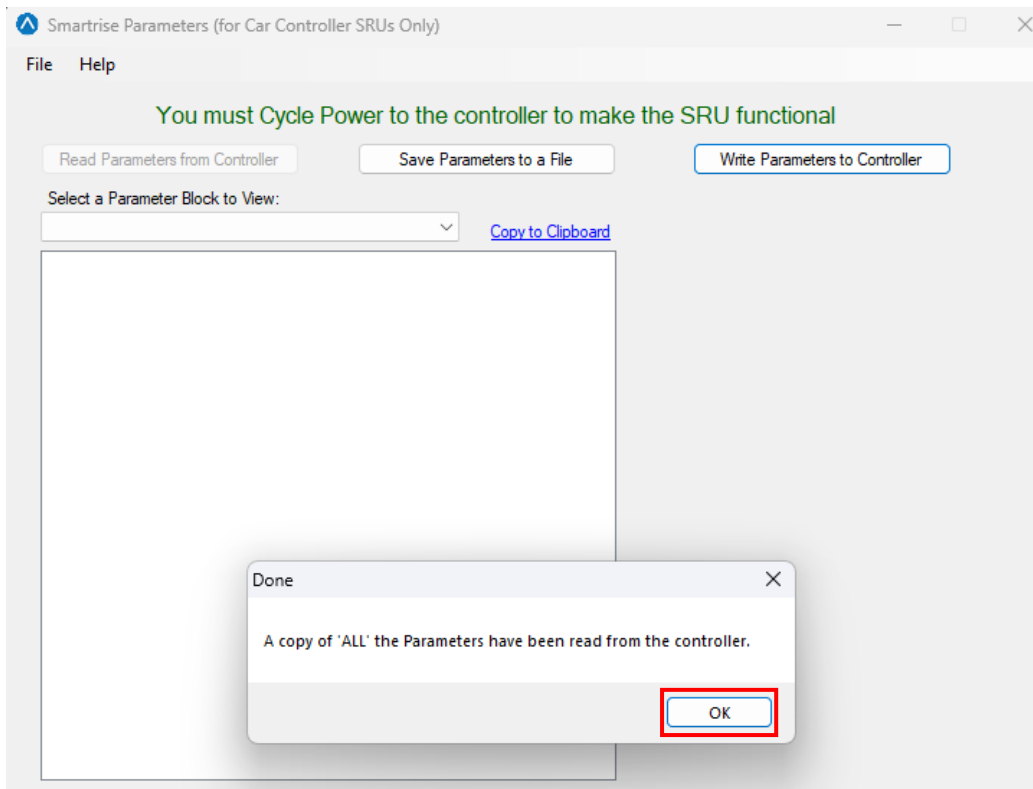 Smartrise Parameters (for Car Controller SRUs Only)
File Help
You must Cycle Power to the controller to make the SRU functional
Read Parameters from Controller Save Parameters to a File Write Parameters to Controller
Select a Parameter Block to View:
Copy to Clipboard
Done
A copy of 'ALL' the Parameters have been read from the controller.
OK